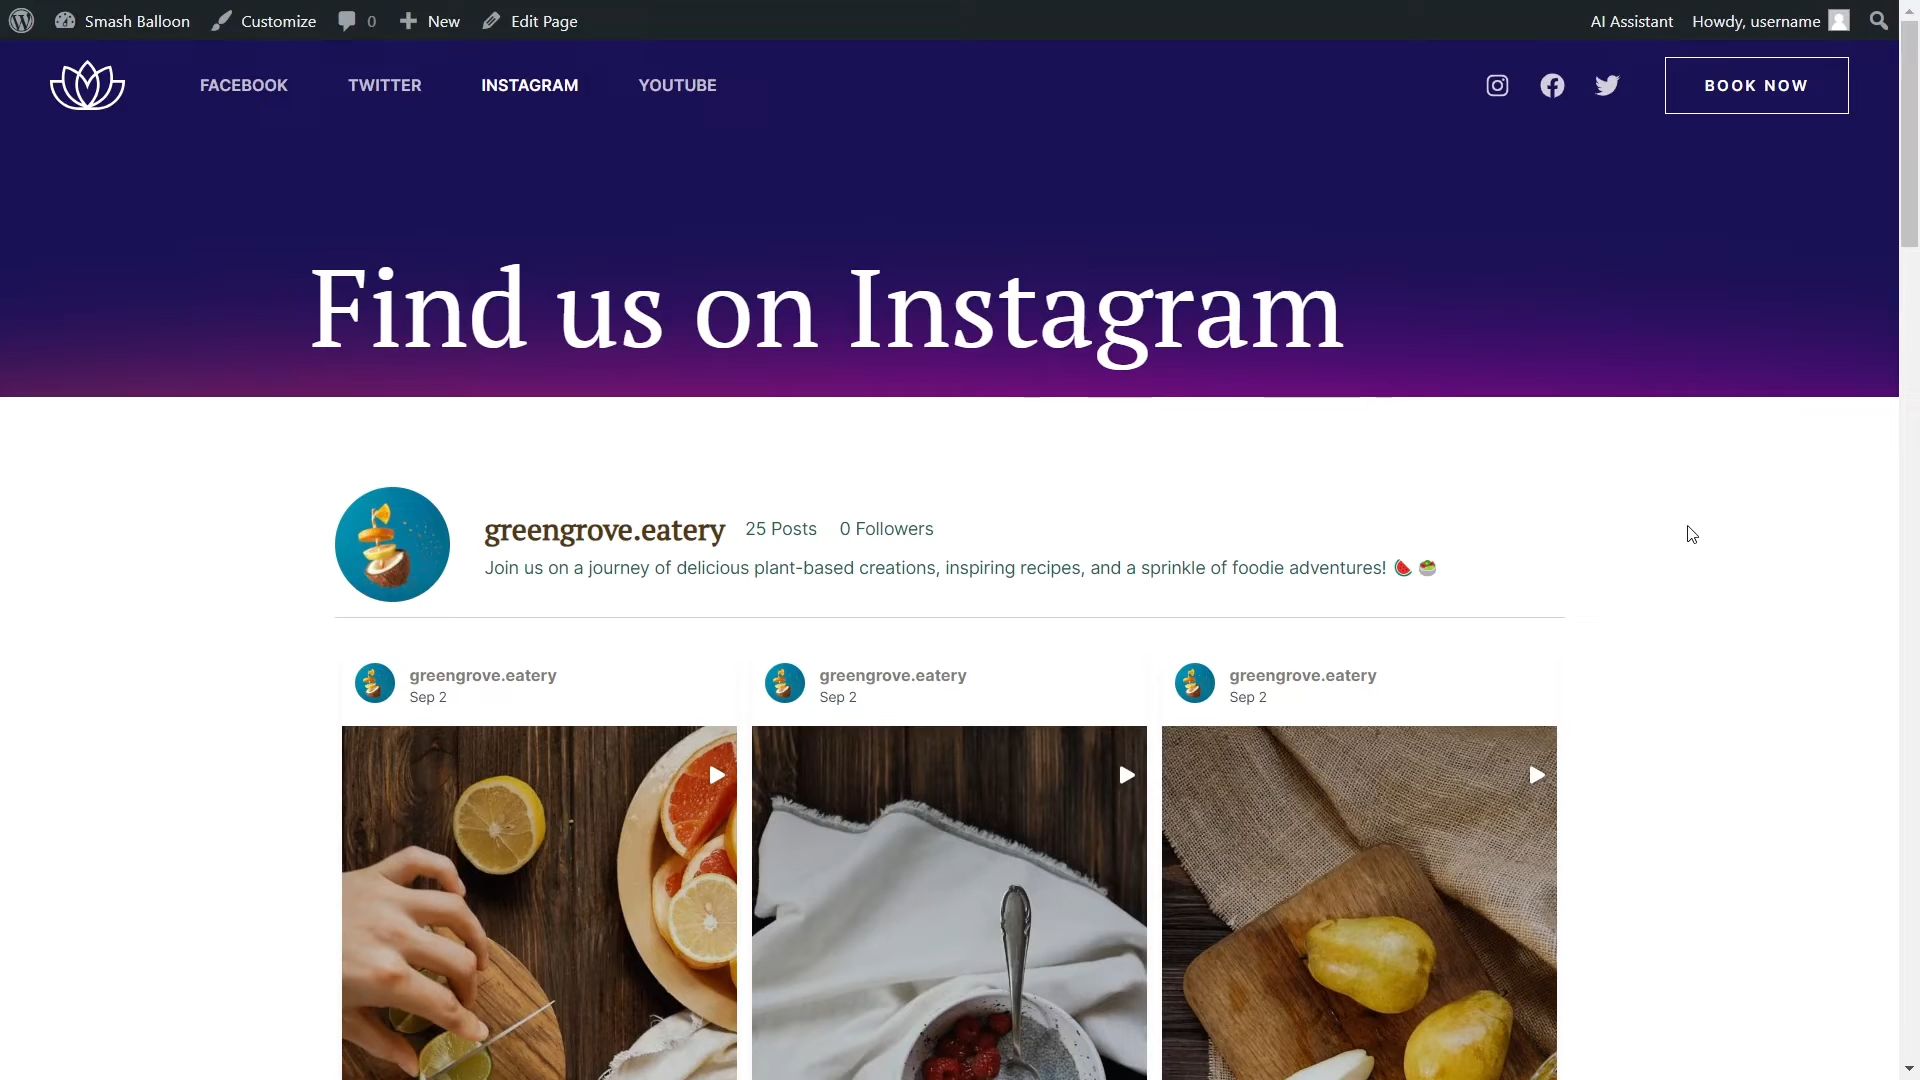 Smash Balloon Customize 0 New Edit Page AI Assistant Howdy, username
FACEBOOK TWITTER INSTAGRAM YOUTUBE BOOK NOW
Find us on Instagram
greengrove.eatery 25 Posts 0 Followers
Join us on a journey of delicious plant-based creations, inspiring recipes, and a sprinkle of foodie adventures! 🍉 🥗
greengrove.eatery
Sep 2
greengrove.eatery
Sep 2
greengrove.eatery
Sep 2